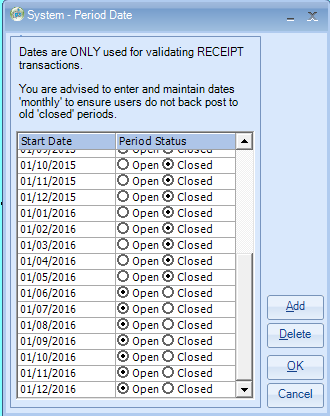 System - Period Date
Dates are ONLY used for validating RECEIPT
transactions.
You are advised to enter and maintain dates
'monthly' to ensure users do not back post to
old 'closed' periods.
Start Date Period Status
01/09/2015 Open Closed
01/10/2015 Open Closed
01/11/2015 Open Closed
01/12/2015 Open Closed
01/01/2016 Open Closed
01/02/2016 Open Closed
01/03/2016 Open Closed
01/04/2016 Open Closed
01/05/2016 Open Closed
01/06/2016 Open Closed
01/07/2016 Open Closed
01/08/2016 Open Closed
01/09/2016 Open Closed
01/10/2016 Open Closed
01/11/2016 Open Closed
01/12/2016 Open Closed
Add
Delete
OK
Cancel